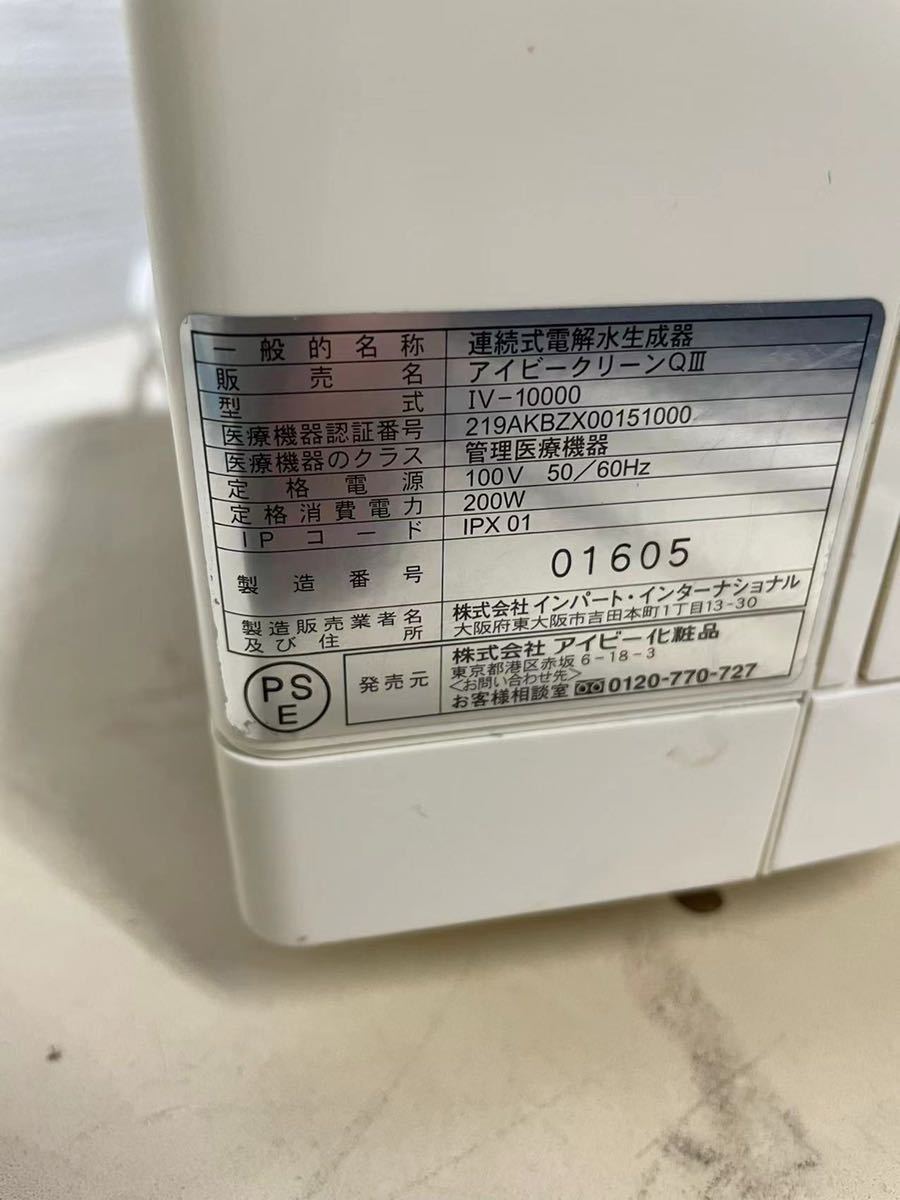 一般的名称 連続式電解水生成器
販売名 アイビークリーンQⅢ
型式 IV-10000
医療機器認証番号 219AKBZX00151000
医療機器のクラス 管理医療機器
定格電源 100V 50/60Hz
定格消費電力 200W
IPコード IPX 01
製造番号 01605
製造販売業者名 株式会社 インパート・インターナショナル
及び住所 大阪府東大阪市吉田本町1丁目13-30
PS
E
発売元 株式会社 アイビー化粧品
東京都港区赤坂 6-18-3
<お問い合わせ先>
お客様相談室 0120-770-727